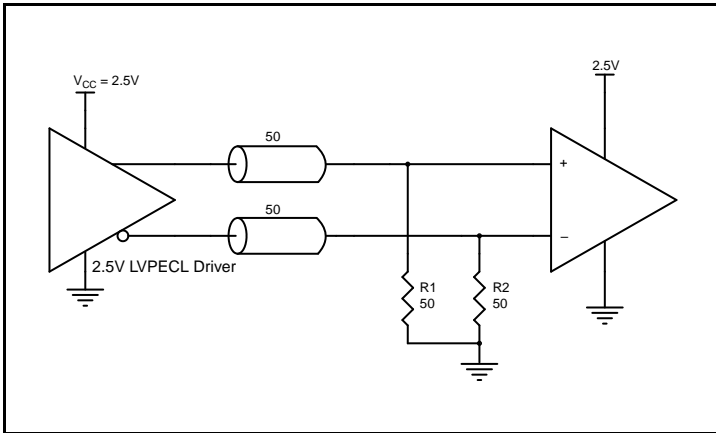 V_CC = 2.5V
2.5V
50
+
50
–
2.5V LVPECL Driver
R1
50
R2
50